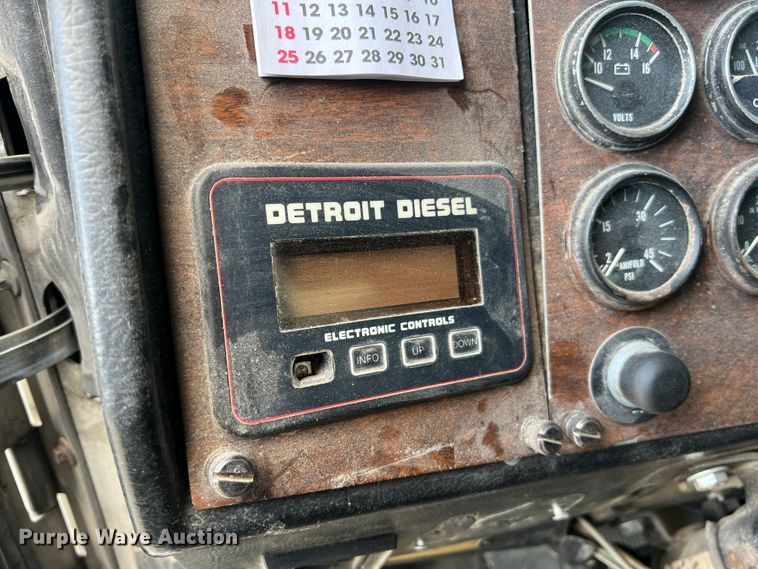 11 12 13 14 15 16 17
18 19 20 21 22 23 24
25 26 27 28 29 30 31
DETROIT DIESEL
ELECTRONIC CONTROLS
INFO UP DOWN
12 14
10 16
VOLTS
100
30
15 45
MANIFOLD
PSI
Purple Wave Auction